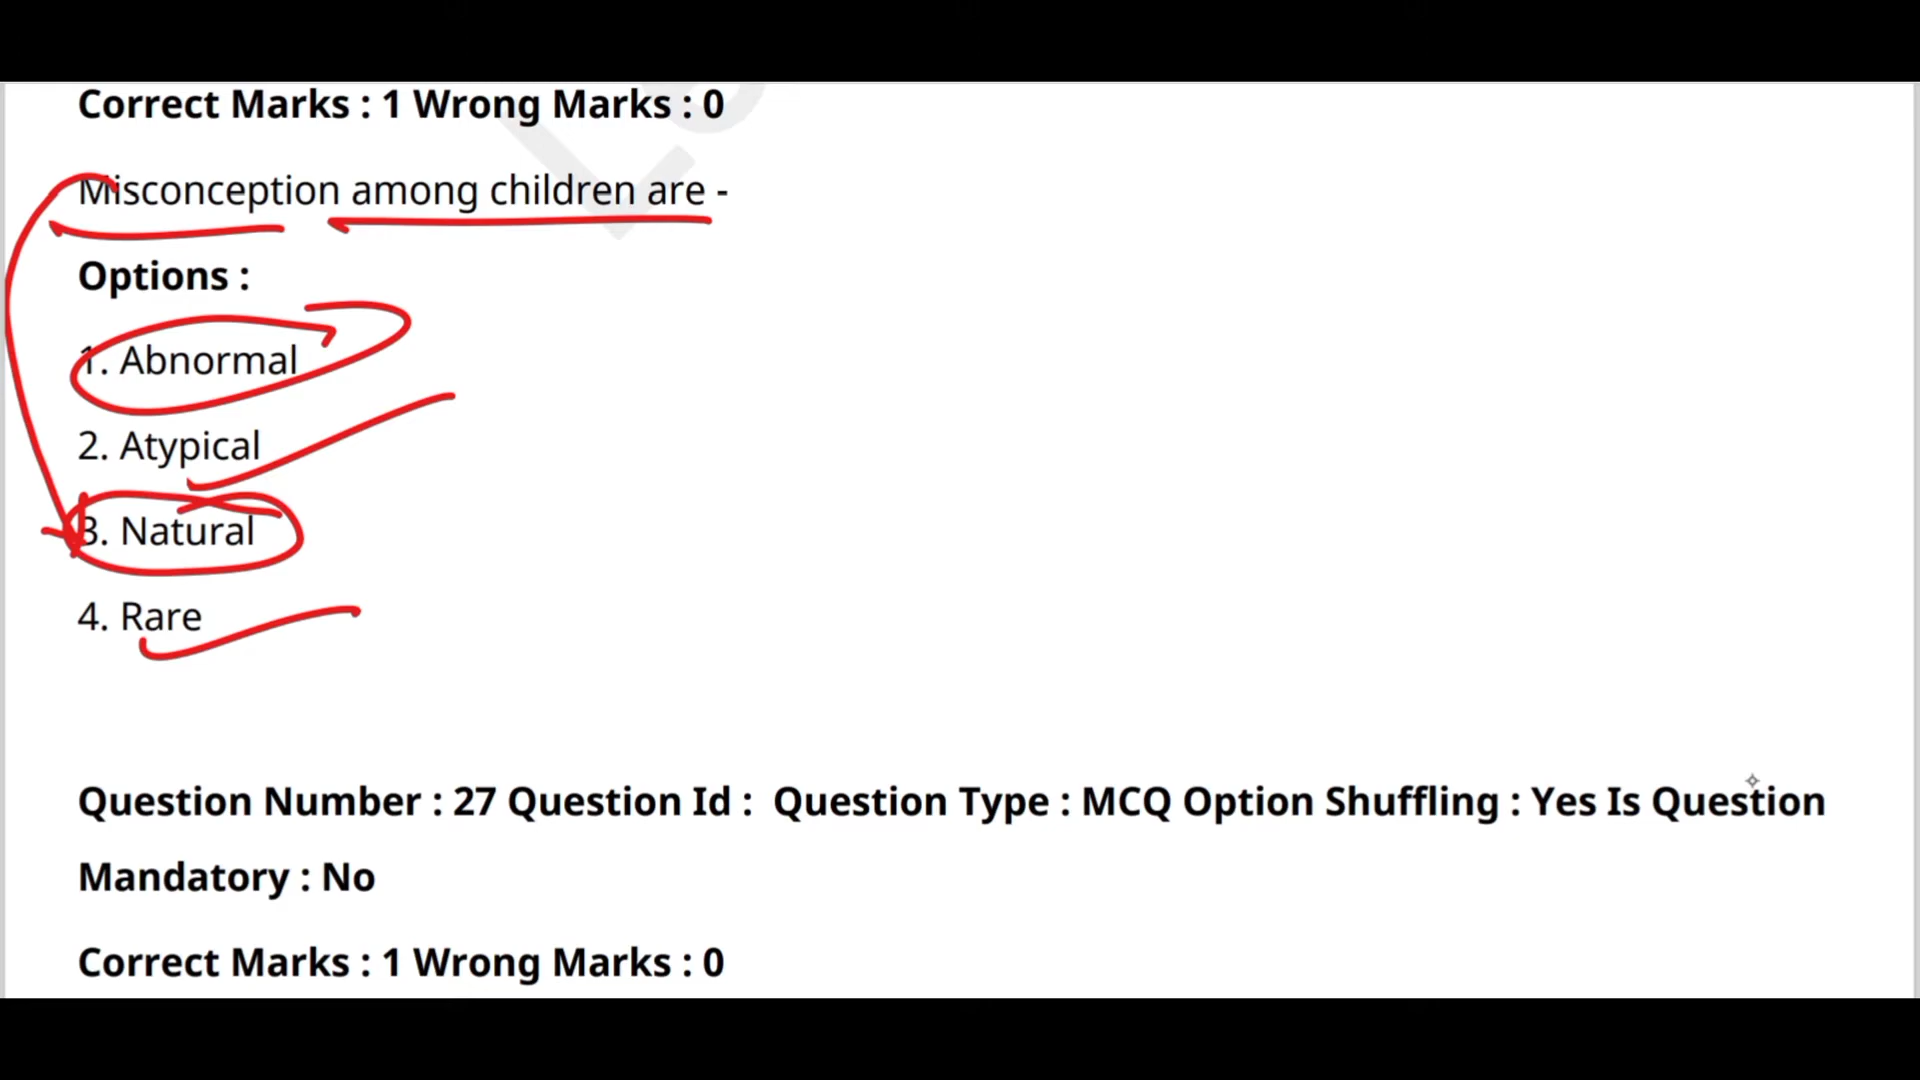 Correct Marks : 1 Wrong Marks : 0
Misconception among children are -
Options :
1. Abnormal
2. Atypical
3. Natural
4. Rare
Question Number : 27 Question Id : Question Type : MCQ Option Shuffling : Yes Is Question
Mandatory : No
Correct Marks : 1 Wrong Marks : 0